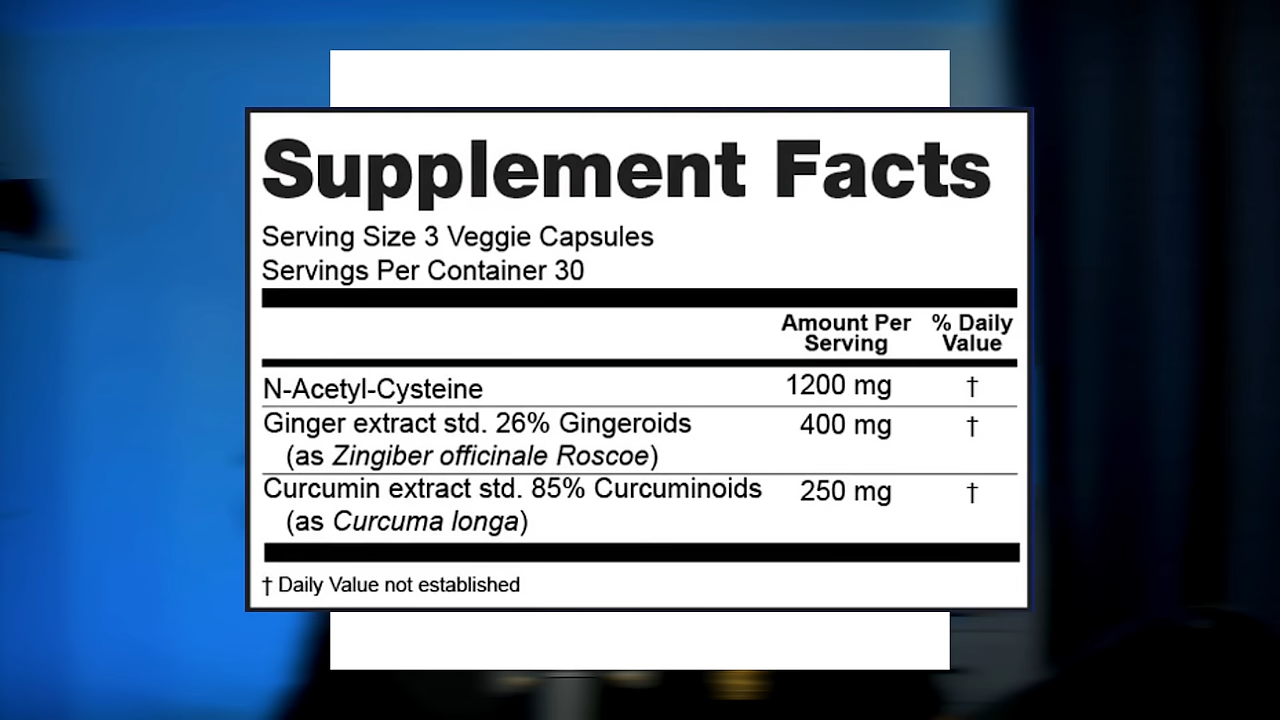 Supplement Facts
Serving Size 3 Veggie Capsules
Servings Per Container 30
Amount Per Serving % Daily Value
N-Acetyl-Cysteine 1200 mg †
Ginger extract std. 26% Gingeroids 400 mg †
(as Zingiber officinale Roscoe)
Curcumin extract std. 85% Curcuminoids 250 mg †
(as Curcuma longa)
† Daily Value not established